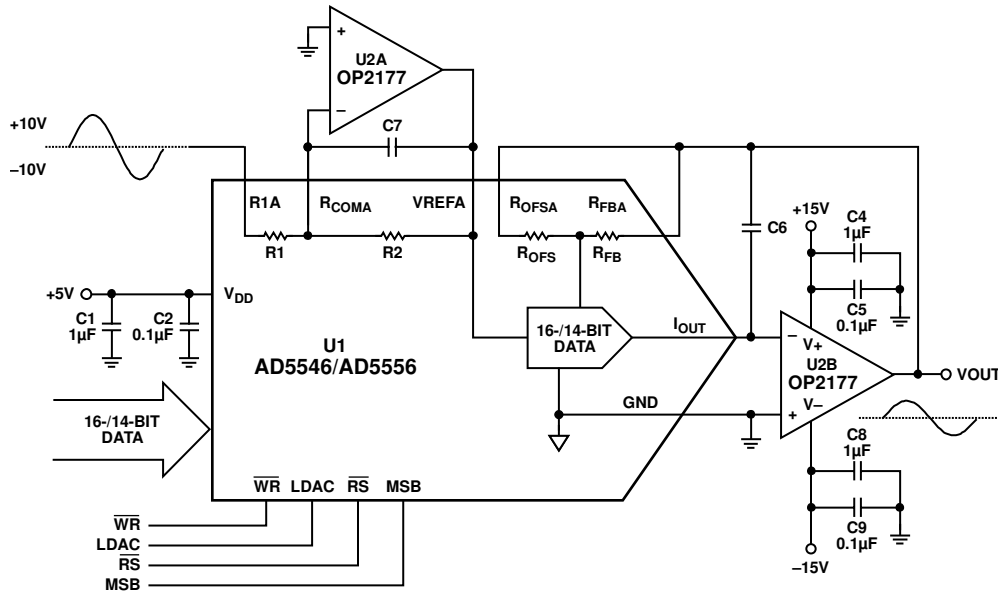 +
U2A
OP2177
–
+10V
–10V
C7
R1A
RCOMA
VREFA
ROFSA
RFBA
R1
R2
ROFS
RFB
C6
+15V
C4
1µF
C5
0.1µF
+5V
C1
1µF
C2
0.1µF
VDD
U1
AD5546/AD5556
16-/14-BIT
DATA
IOUT
–
V+
U2B
OP2177
V–
+
VOUT
GND
16-/14-BIT
DATA
C8
1µF
C9
0.1µF
–15V
WR LDAC RS MSB
WR
LDAC
RS
MSB